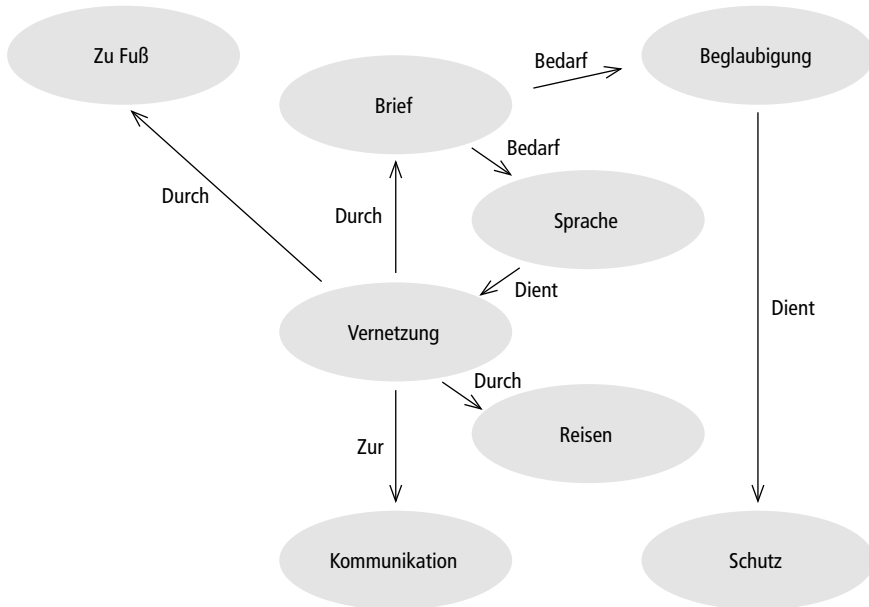 Zu Fuß
Bedarf
Beglaubigung
Brief
Bedarf
Durch
Durch
Sprache
Dient
Dient
Vernetzung
Durch
Zur
Reisen
Kommunikation
Schutz